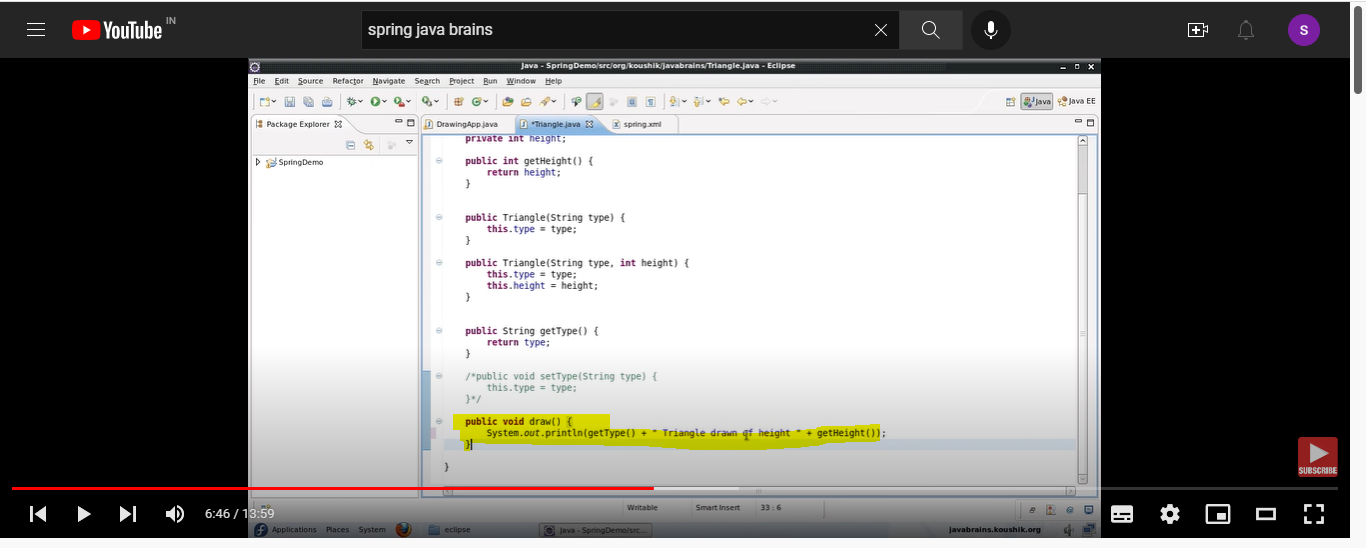 YouTube IN
spring java brains
S
Java - SpringDemo/src/org/koushik/javabrains/Triangle.java - Eclipse
File Edit Source Refactor Navigate Search Project Run Window Help
Java Java EE
Package Explorer
DrawingApp.java *Triangle.java spring.xml
SpringDemo
private int height;
public int getHeight() {
return height;
}
public Triangle(String type) {
this.type = type;
}
public Triangle(String type, int height) {
this.type = type;
this.height = height;
}
public String getType() {
return type;
}
/*public void setType(String type) {
this.type = type;
}*/
public void draw() {
System.out.println(getType() + " Triangle drawn of height " + getHeight());
}
}
SUBSCRIBE
Writable Smart Insert 33 : 6
6:46 / 13:59
Applications Places System eclipse Java - SpringDemo/src... javabrains.koushik.org